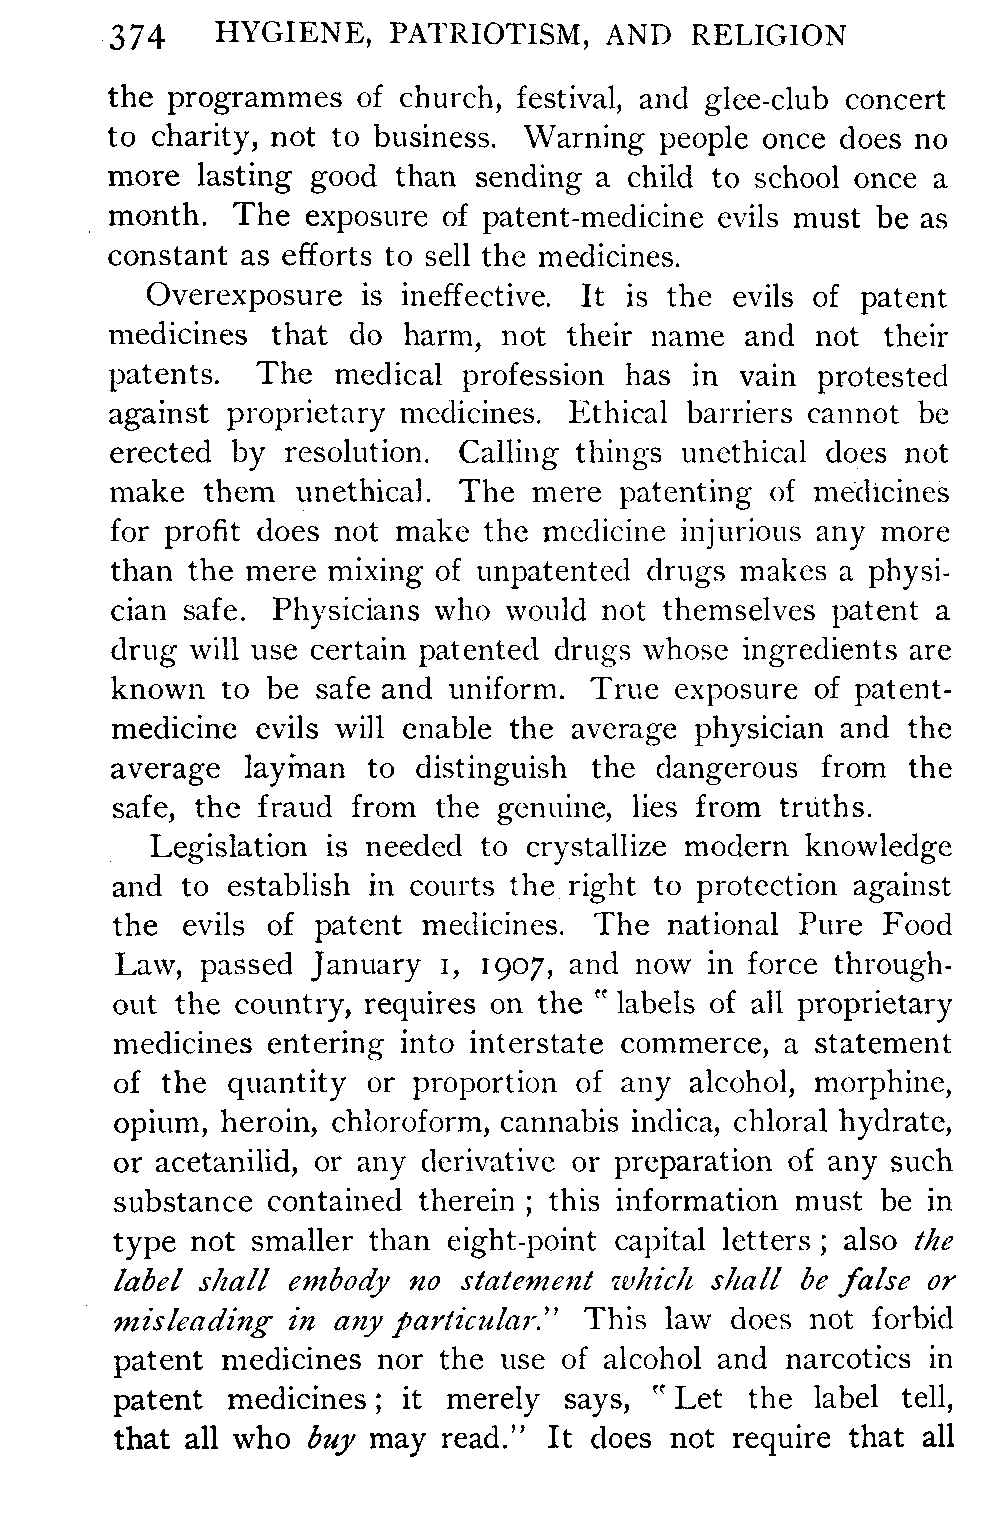 374 HYGIENE, PATRIOTISM, AND RELIGION
the programmes of church, festival, and glee-club concert
to charity, not to business. Warning people once does no
more lasting good than sending a child to school once a
month. The exposure of patent-medicine evils must be as
constant as efforts to sell the medicines.
Overexposure is ineffective. It is the evils of patent
medicines that do harm, not their name and not their
patents. The medical profession has in vain protested
against proprietary medicines. Ethical barriers cannot be
erected by resolution. Calling things unethical does not
make them unethical. The mere patenting of medicines
for profit does not make the medicine injurious any more
than the mere mixing of unpatented drugs makes a physi-
cian safe. Physicians who would not themselves patent a
drug will use certain patented drugs whose ingredients are
known to be safe and uniform. True exposure of patent-
medicine evils will enable the average physician and the
average layman to distinguish the dangerous from the
safe, the fraud from the genuine, lies from truths.
Legislation is needed to crystallize modern knowledge
and to establish in courts the right to protection against
the evils of patent medicines. The national Pure Food
Law, passed January 1, 1907, and now in force through-
out the country, requires on the "labels of all proprietary
medicines entering into interstate commerce, a statement
of the quantity or proportion of any alcohol, morphine,
opium, heroin, chloroform, cannabis indica, chloral hydrate,
or acetanilid, or any derivative or preparation of any such
substance contained therein ; this information must be in
type not smaller than eight-point capital letters ; also the
label shall embody no statement which shall be false or
misleading in any particular." This law does not forbid
patent medicines nor the use of alcohol and narcotics in
patent medicines ; it merely says, "Let the label tell,
that all who buy may read." It does not require that all